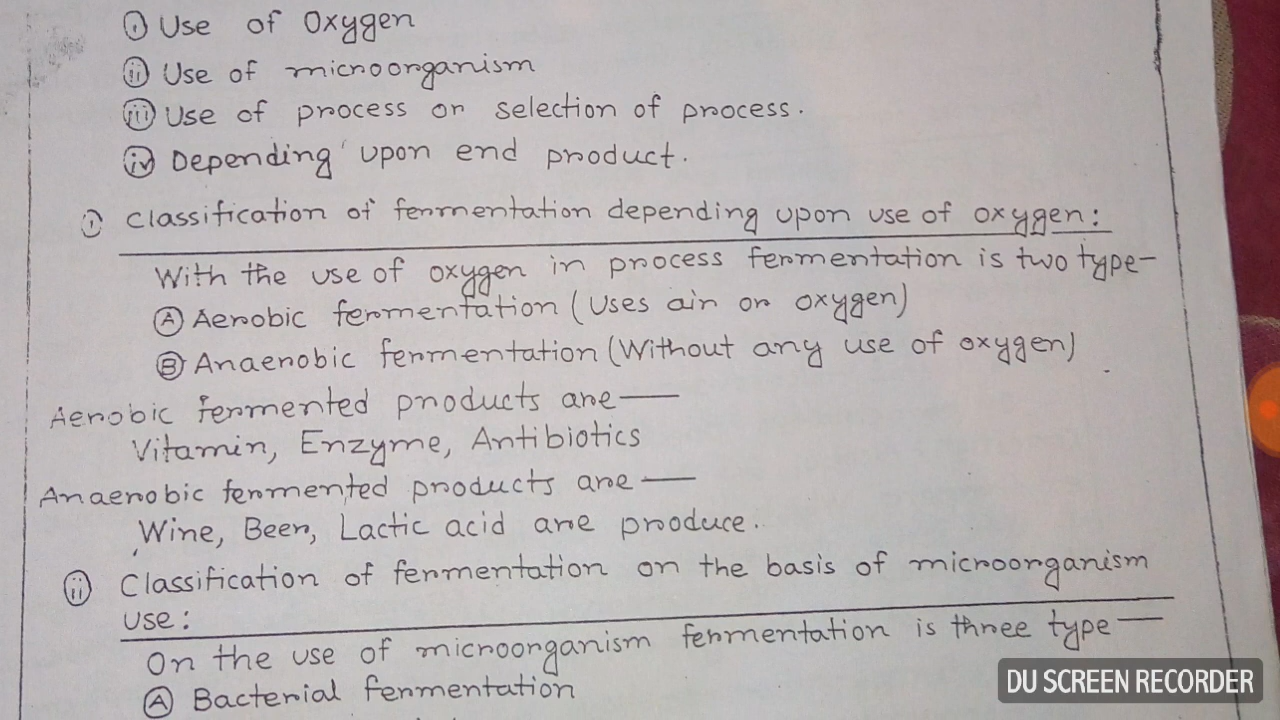 (i) Use of Oxygen
(ii) Use of microorganism
(iii) Use of process or selection of process.
(iv) Depending upon end product.
(i) Classification of fermentation depending upon use of oxygen:
With the use of oxygen in process fermentation is two type-
(A) Aerobic fermentation (Uses air or oxygen)
(B) Anaerobic fermentation (Without any use of oxygen)
Aerobic fermented products are —
Vitamin, Enzyme, Antibiotics
Anaerobic fermented products are —
Wine, Beer, Lactic acid are produce.
(ii) Classification of fermentation on the basis of microorganism
use:
On the use of microorganism fermentation is three type —
(A) Bacterial fermentation
DU SCREEN RECORDER